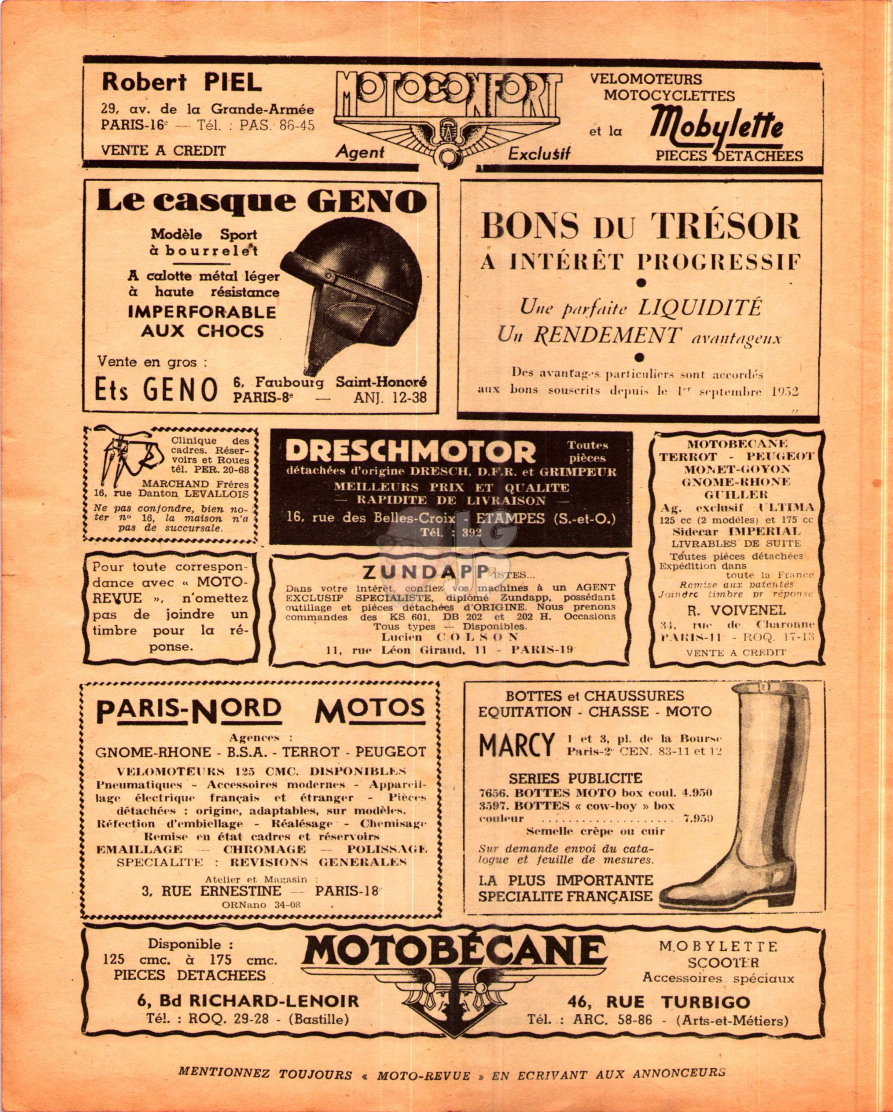 Robert PIEL
29, av. de la Grande-Armée
PARIS-16e — Tél. : PAS. 86-45
VENTE A CREDIT
MOTOCONFORT
Agent Exclusif
VELOMOTEURS
MOTOCYCLETTES
et la Mobylette
PIECES DETACHEES
Le casque GENO
Modèle Sport
à bourrelet
A calotte métal léger
à haute résistance
IMPERFORABLE
AUX CHOCS
Vente en gros :
Ets GENO
6, Faubourg Saint-Honoré
PARIS-8e — ANJ. 12-38
BONS DU TRÉSOR
A INTÉRÊT PROGRESSIF
Une parfaite LIQUIDITÉ
Un RENDEMENT avantageux
Des avantages particuliers sont accordés
aux bons souscrits depuis le 1er septembre 1952
Clinique des
cadres. Réser-
voirs et Roues
tél. PER. 20-68
MARCHAND Frères
16, rue Danton LEVALLOIS
Ne pas confondre, bien no-
ter n° 16, la maison n'a
pas de succursale.
DRESCHMOTOR Toutes
pièces
détachées d'origine DRESCH, D.F.R. et GRIMPEUR
MEILLEURS PRIX ET QUALITE
— RAPIDITE DE LIVRAISON —
16, rue des Belles-Croix - ETAMPES (S.-et-O.)
Tél. : 392
MOTOBECANE
TERROT - PEUGEOT
MONET-GOYON
GNOME-RHONE
GUILLER
Ag. exclusif ULTIMA
125 cc (2 modèles) et 175 cc
Sidecar IMPERIAL
LIVRABLES DE SUITE
Toutes pièces détachées
Expédition dans
toute la France
Remise aux patentés
Joindre timbre pr réponse
R. VOIVENEL
34, rue de Charonne
PARIS-11 - ROQ. 17-13
VENTE A CREDIT
Pour toute correspon-
dance avec « MOTO-
REVUE », n'omettez
pas de joindre un
timbre pour la ré-
ponse.
ZUNDAPPISTES...
Dans votre intérêt, confiez vos machines à un AGENT
EXCLUSIF SPECIALISTE, diplômé Zundapp, possédant
outillage et pièces détachées d'ORIGINE. Nous prenons
commandes des KS 601, DB 202 et 202 H. Occasions
Tous types — Disponibles.
Lucien COLSON
11, rue Léon Giraud, 11 - PARIS-19e
PARIS-NORD MOTOS
Agences :
GNOME-RHONE - B.S.A. - TERROT - PEUGEOT
VELOMOTEURS 125 CMC. DISPONIBLES
Pneumatiques - Accessoires modernes - Appareil-
lage électrique français et étranger - Pièces
détachées : origine, adaptables, sur modèles.
Réfection d'embiellage - Réalésage - Chemisage
Remise en état cadres et réservoirs
EMAILLAGE — CHROMAGE — POLISSAGE
SPECIALITE : REVISIONS GENERALES
Atelier et Magasin :
3, RUE ERNESTINE — PARIS-18e
ORNano 34-08
BOTTES et CHAUSSURES
EQUITATION - CHASSE - MOTO
MARCY
1 et 3, pl. de la Bourse
Paris-2e CEN. 83-11 et 12
SERIES PUBLICITE
7656. BOTTES MOTO box coul. 4.950
3597. BOTTES « cow-boy » box
couleur .................. 7.950
Semelle crêpe ou cuir
Sur demande envoi du cata-
logue et feuille de mesures.
LA PLUS IMPORTANTE
SPECIALITE FRANÇAISE
Disponible :
125 cmc. à 175 cmc.
PIECES DETACHEES
MOTOBÉCANE
MOBYLETTE
SCOOTER
Accessoires spéciaux
6, Bd RICHARD-LENOIR
Tél. : ROQ. 29-28 - (Bastille)
46, RUE TURBIGO
Tél. : ARC. 58-86 - (Arts-et-Métiers)
MENTIONNEZ TOUJOURS « MOTO-REVUE » EN ECRIVANT AUX ANNONCEURS